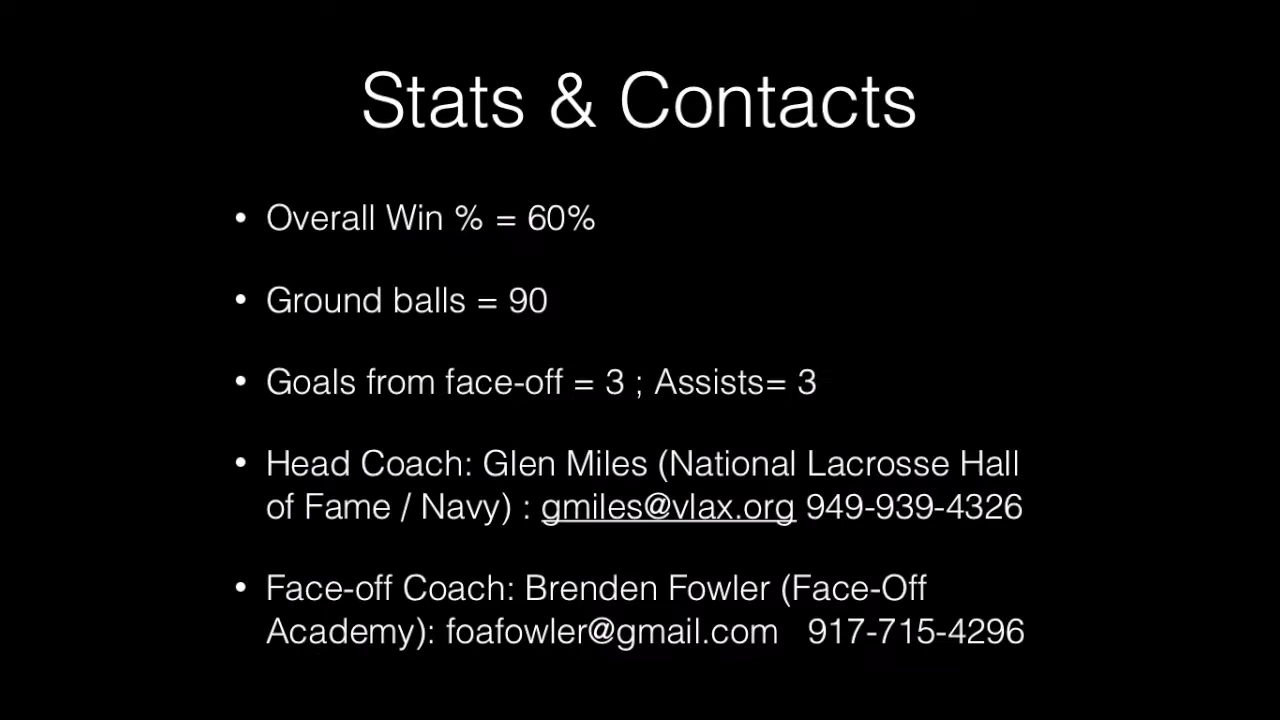 Stats & Contacts
• Overall Win % = 60%
• Ground balls = 90
• Goals from face-off = 3 ; Assists= 3
• Head Coach: Glen Miles (National Lacrosse Hall
of Fame / Navy) : gmiles@vlax.org 949-939-4326
• Face-off Coach: Brenden Fowler (Face-Off
Academy): foafowler@gmail.com 917-715-4296